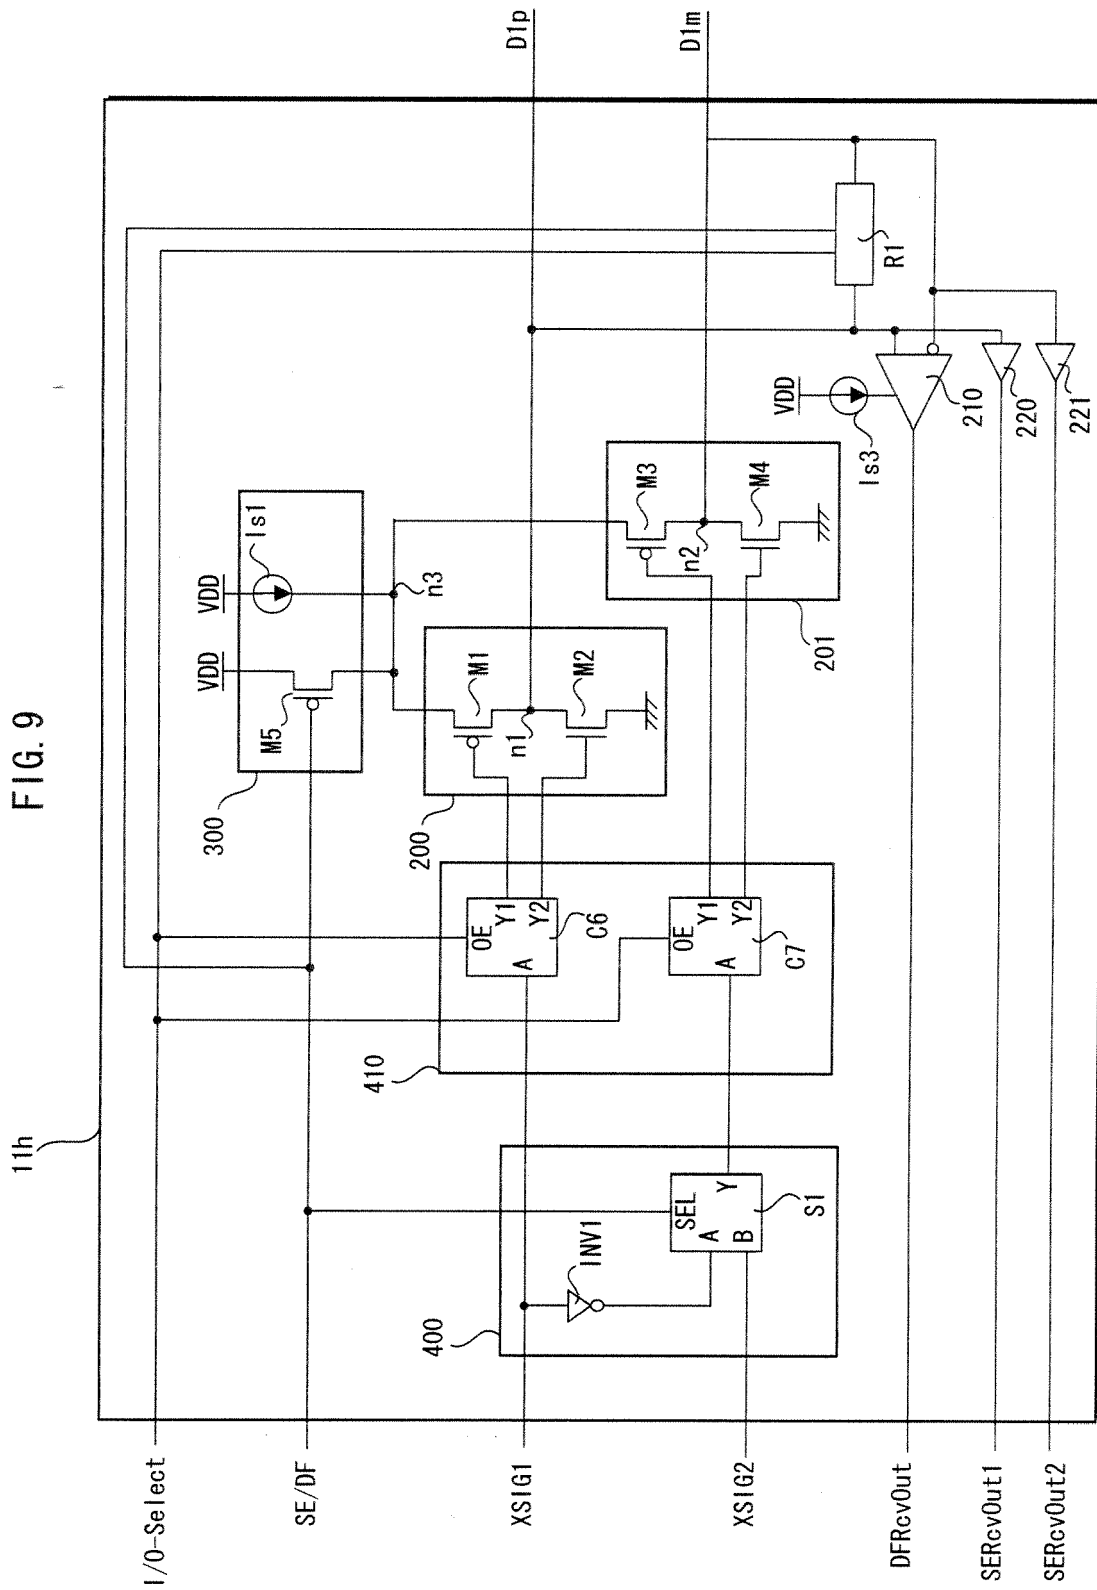 FIG. 9
11h
I/O-Select
SE/DF
XSIG1
XSIG2
DFRcvOut
SERcvOut1
SERcvOut2
400
INV1
SEL
A
B
Y
S1
410
OE
A
Y1
Y2
C6
OE
A
Y1
Y2
C7
300
VDD
VDD
M5
Is1
n3
200
M1
n1
M2
201
M3
n2
M4
VDD
Is3
210
220
221
R1
D1p
D1m